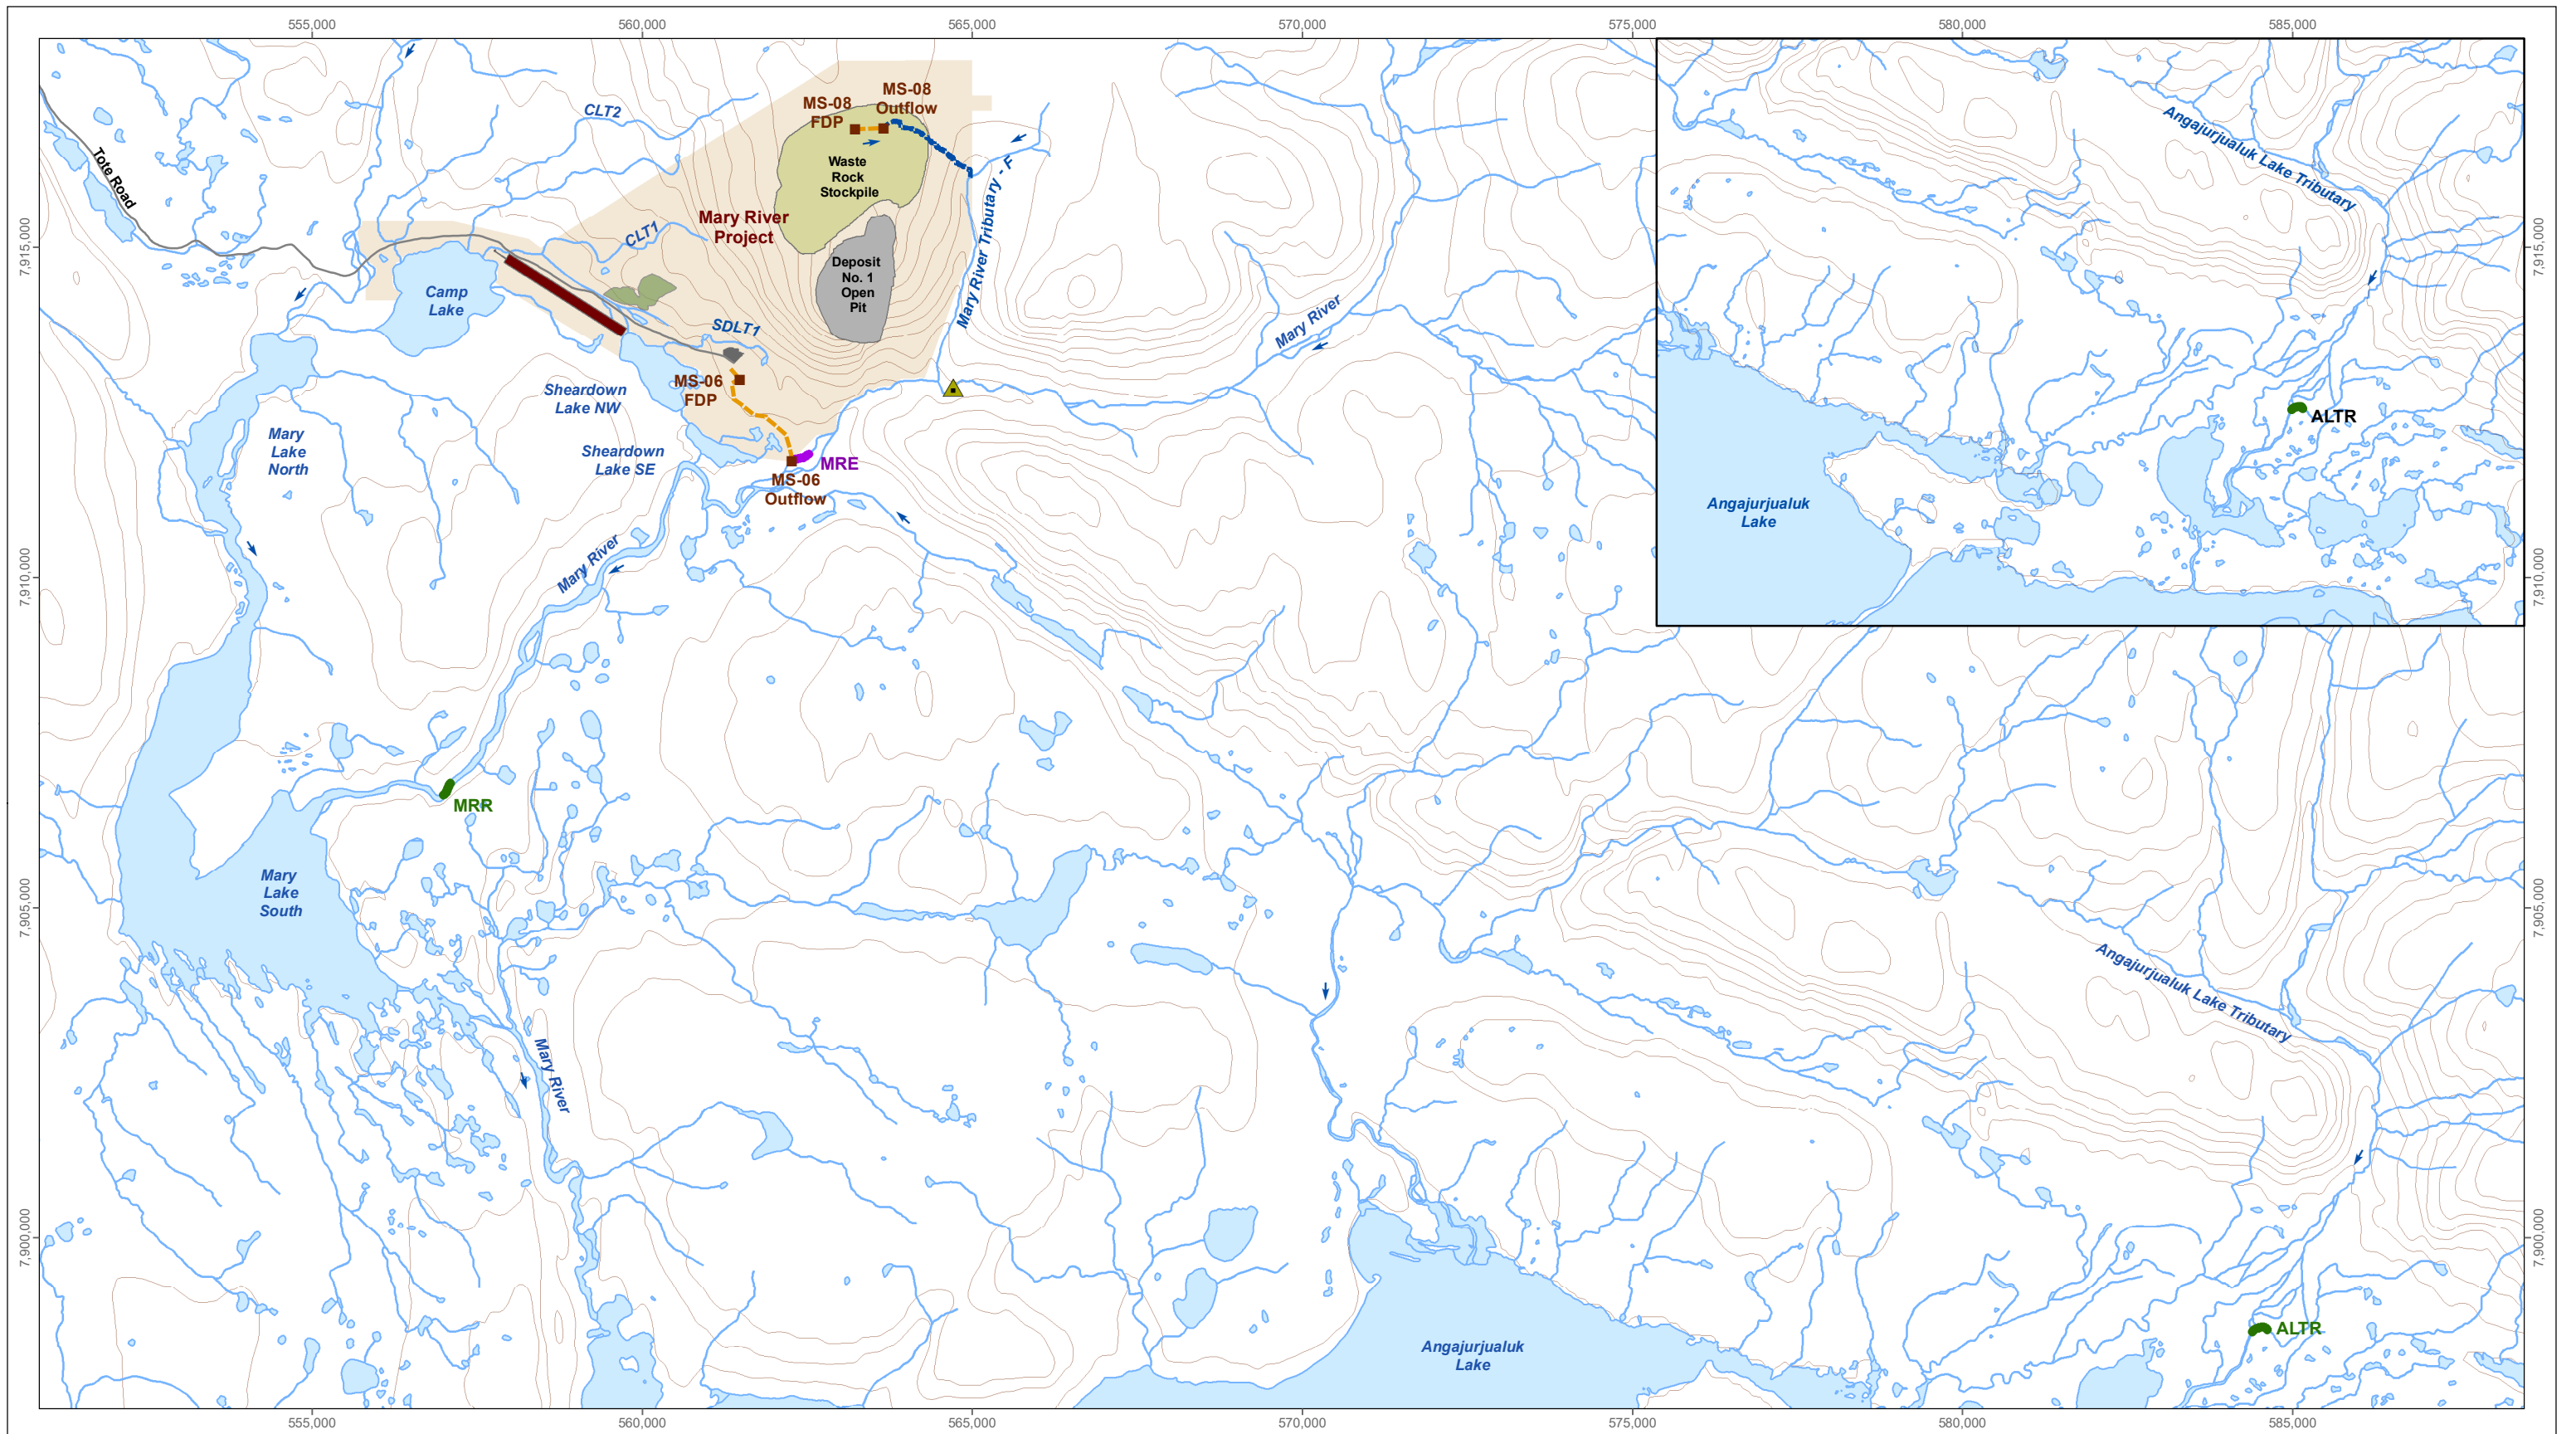 555,000
560,000
565,000
570,000
575,000
580,000
585,000
7,915,000
7,910,000
7,905,000
7,900,000
Tote Road
CLT2
MS-08
FDP
MS-08
Outflow
Waste
Rock
Stockpile
Mary River
Project
CLT1
Deposit
No. 1
Open
Pit
Mary River Tributary - F
Camp
Lake
SDLT1
Mary River
MS-06
FDP
Sheardown
Lake NW
Mary
Lake
North
Sheardown
Lake SE
MRE
MS-06
Outflow
Mary River
MRR
Mary
Lake
South
Mary River
Angajurjualuk Lake Tributary
ALTR
Angajurjualuk
Lake
Angajurjualuk Lake Tributary
ALTR
Angajurjualuk
Lake
7,915,000
7,910,000
7,905,000
7,900,000
555,000
560,000
565,000
570,000
575,000
580,000
585,000